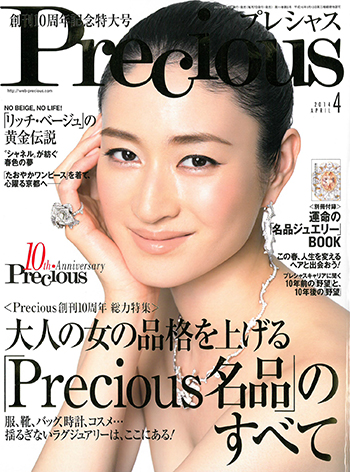 創刊10周年記念特大号
プレシャス
Precious
http://web-precious.com
2014
APRIL 4
NO BEIGE, NO LIFE!
「リッチ・ベージュ」の
黄金伝説
"シャネル"が紡ぐ
春色の夢
「たおやかワンピース」を着て、
心躍る京都へ
<別冊付録>
運命の
「名品ジュエリー」
BOOK
この春、人生を変える
ヘアと出会おう!
プレシャスキャリアに聞く
10年前の野望と、
10年後の野望
10th・Anniversary
Precious
<Precious創刊10周年 総力特集>
大人の女の品格を上げる
「Precious名品」の
すべて
服、靴、バッグ、時計、コスメ…
揺るぎないラグジュアリーは、ここにある!